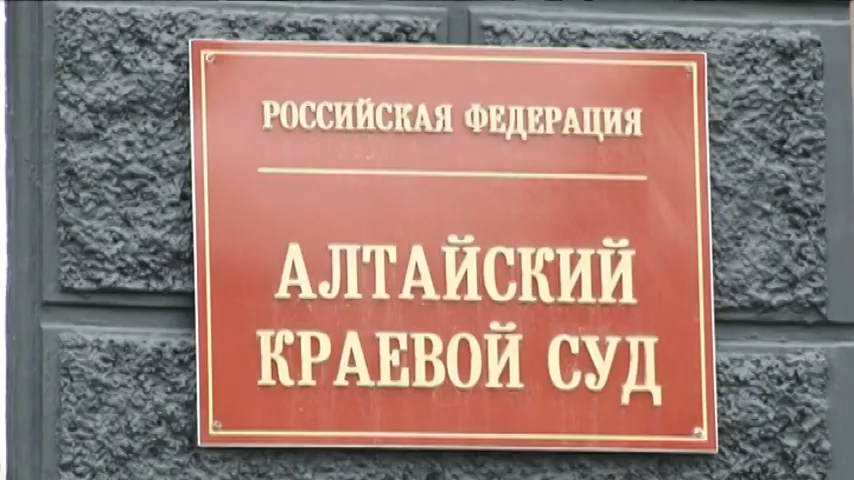 РОССИЙСКАЯ ФЕДЕРАЦИЯ
АЛТАЙСКИЙ
КРАЕВОЙ СУД